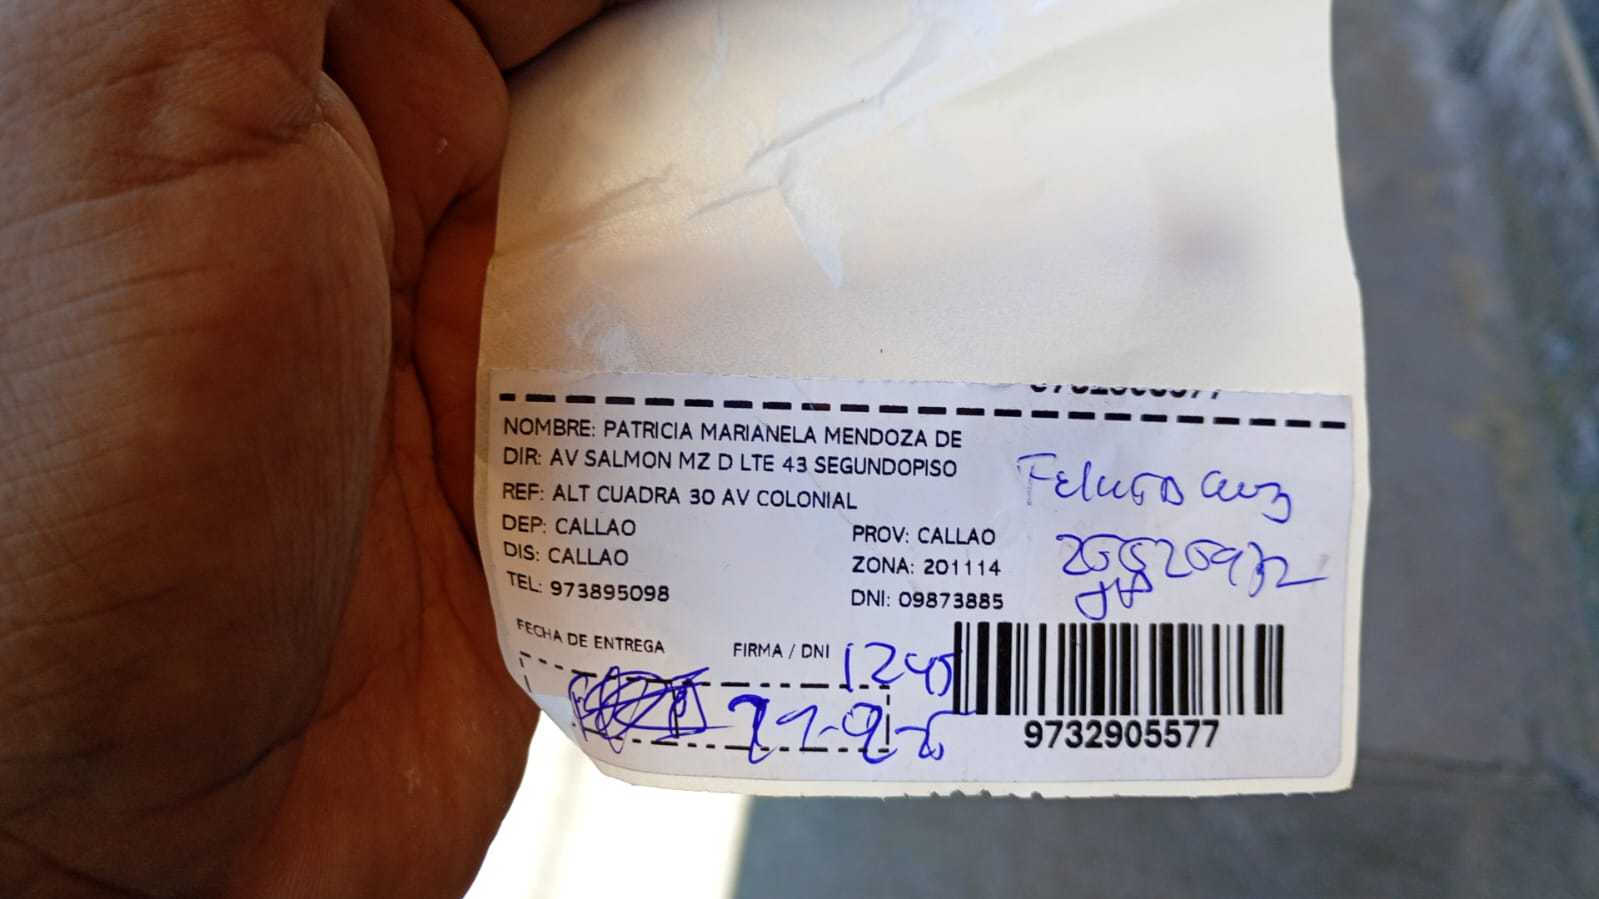 NOMBRE: PATRICIA MARIANELA MENDOZA DE
DIR: AV SALMON MZ D LTE 43 SEGUNDOPISO
REF: ALT CUADRA 30 AV COLONIAL
DEP: CALLAO PROV: CALLAO
DIS: CALLAO ZONA: 201114
TEL: 973895098 DNI: 09873885
FECHA DE ENTREGA FIRMA / DNI
9732905577